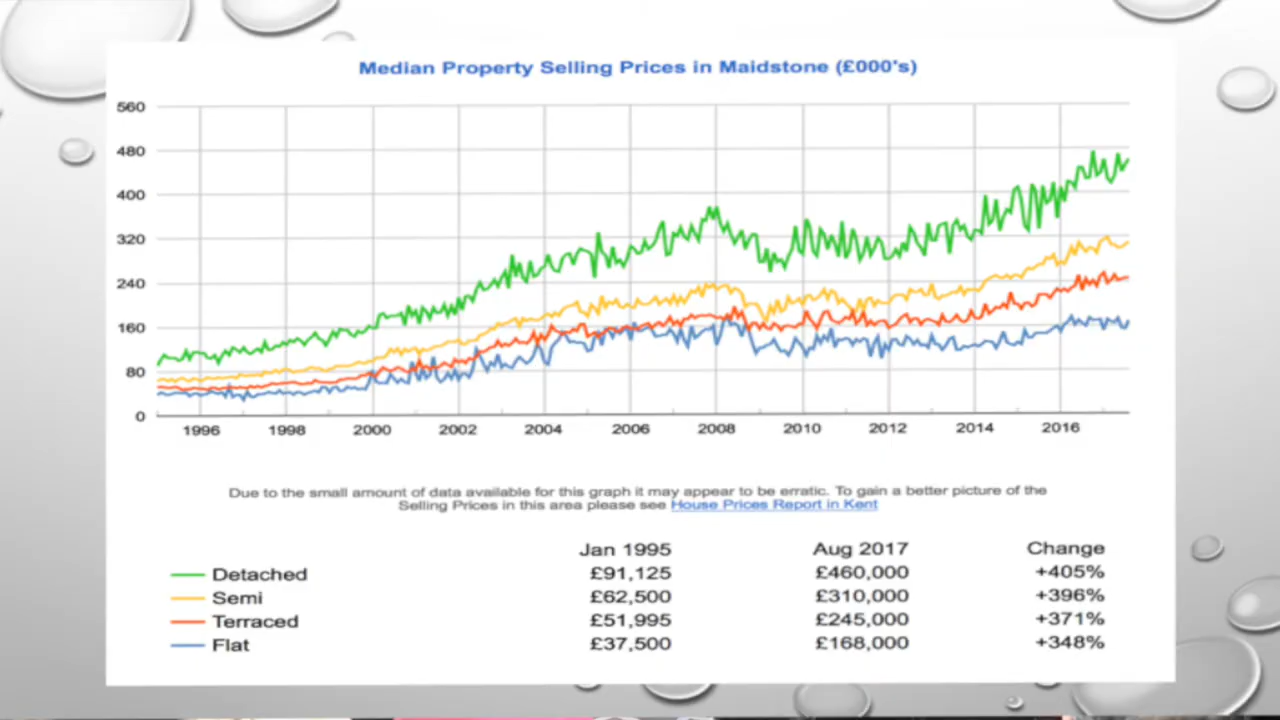 Median Property Selling Prices in Maidstone (£000's)
560
480
400
320
240
160
80
0
1996 1998 2000 2002 2004 2006 2008 2010 2012 2014 2016
Due to the small amount of data available for this graph it may appear to be erratic. To gain a better picture of the
Selling Prices in this area please see House Prices Report in Kent
Jan 1995 Aug 2017 Change
Detached £91,125 £460,000 +405%
Semi £62,500 £310,000 +396%
Terraced £51,995 £245,000 +371%
Flat £37,500 £168,000 +348%